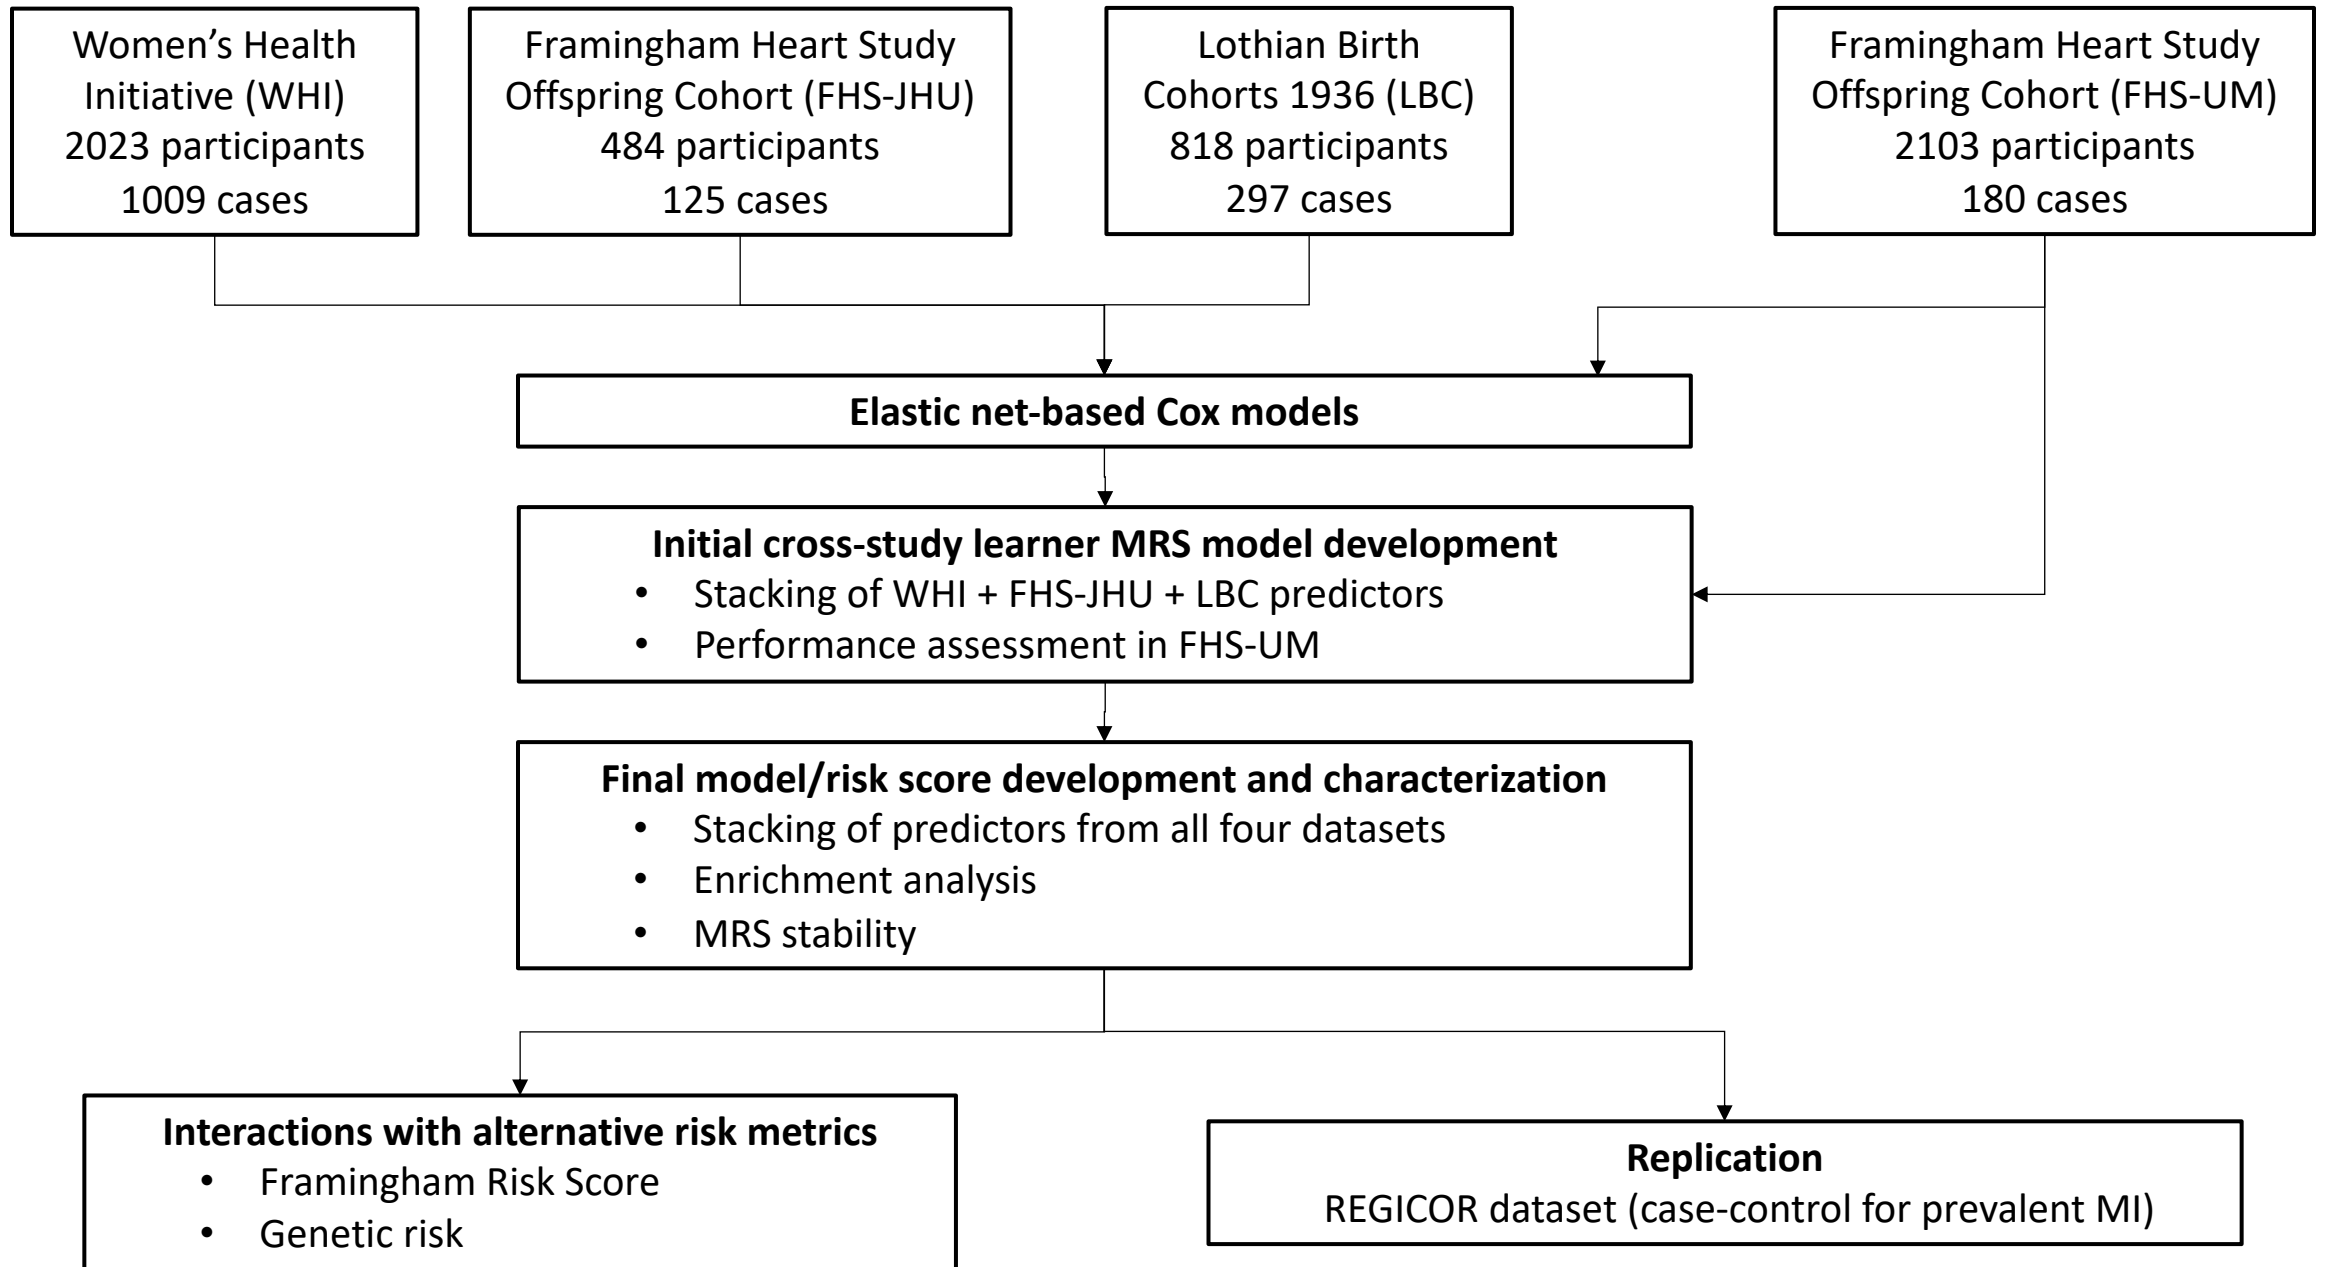 Women’s Health
Initiative (WHI)
2023 participants
1009 cases
Framingham Heart Study
Offspring Cohort (FHS-JHU)
484 participants
125 cases
Lothian Birth
Cohorts 1936 (LBC)
818 participants
297 cases
Framingham Heart Study
Offspring Cohort (FHS-UM)
2103 participants
180 cases
Elastic net-based Cox models
Initial cross-study learner MRS model development
• Stacking of WHI + FHS-JHU + LBC predictors
• Performance assessment in FHS-UM
Final model/risk score development and characterization
• Stacking of predictors from all four datasets
• Enrichment analysis
• MRS stability
Interactions with alternative risk metrics
• Framingham Risk Score
• Genetic risk
Replication
REGICOR dataset (case-control for prevalent MI)